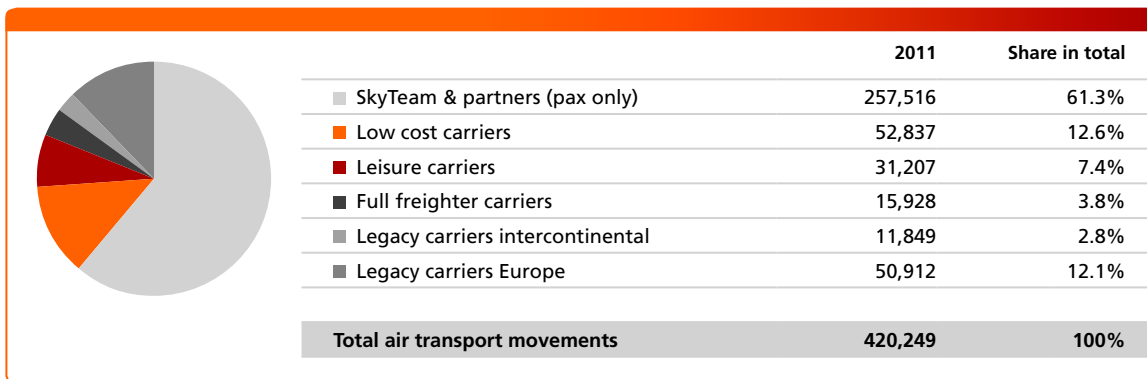 2011 Share in total
SkyTeam & partners (pax only) 257,516 61.3%
Low cost carriers 52,837 12.6%
Leisure carriers 31,207 7.4%
Full freighter carriers 15,928 3.8%
Legacy carriers intercontinental 11,849 2.8%
Legacy carriers Europe 50,912 12.1%
Total air transport movements 420,249 100%